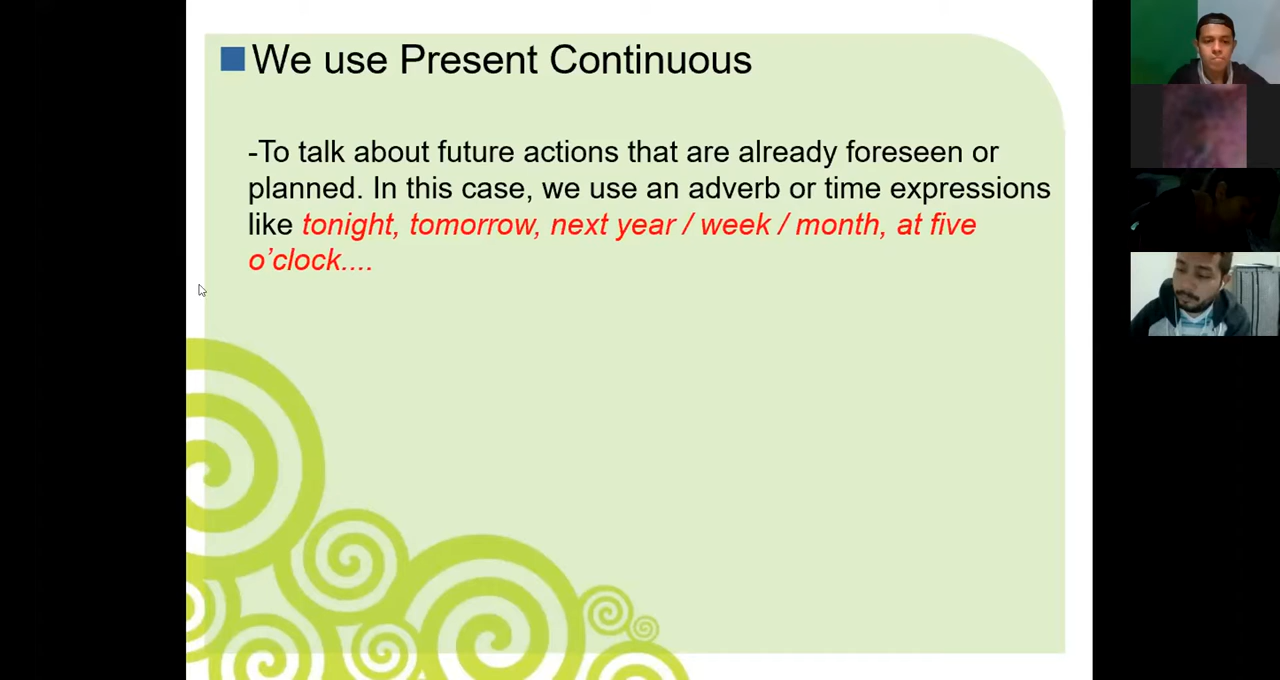 We use Present Continuous
-To talk about future actions that are already foreseen or
planned. In this case, we use an adverb or time expressions
like tonight, tomorrow, next year / week / month, at five
o’clock....